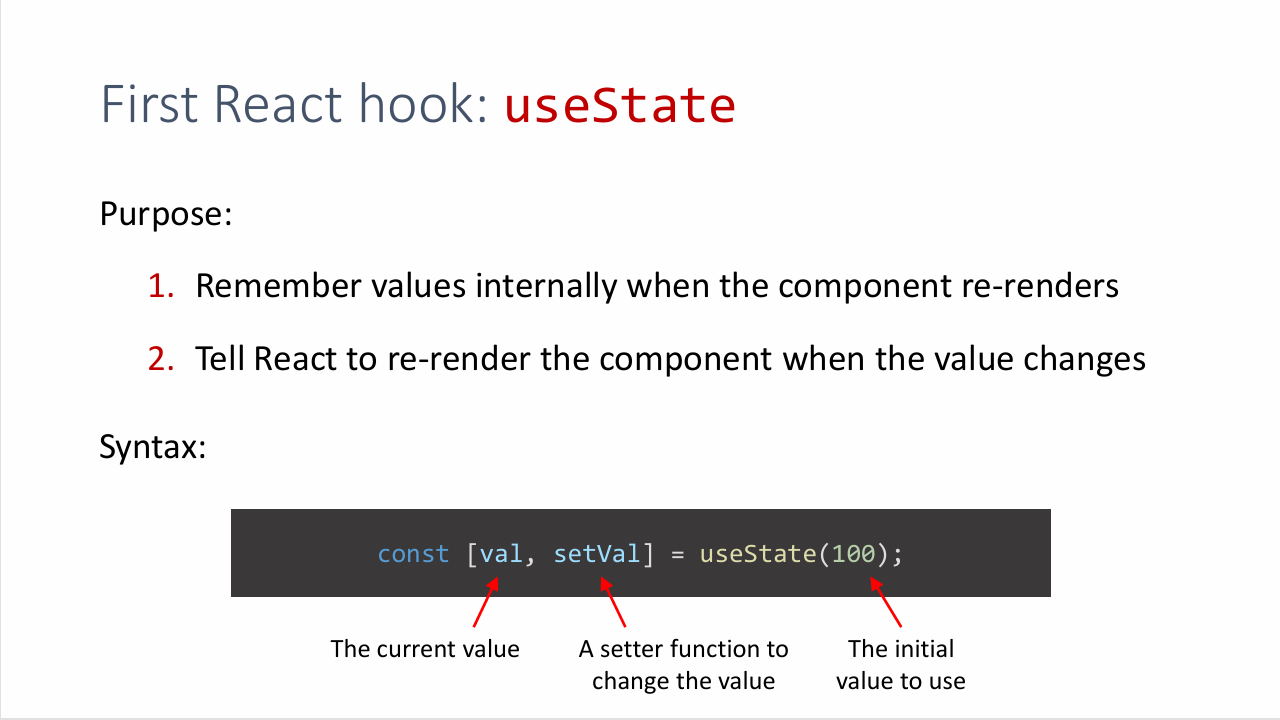 First React hook: useState
Purpose:
1. Remember values internally when the component re-renders
2. Tell React to re-render the component when the value changes
Syntax:
const [val, setVal] = useState(100);
The current value
A setter function to
change the value
The initial
value to use